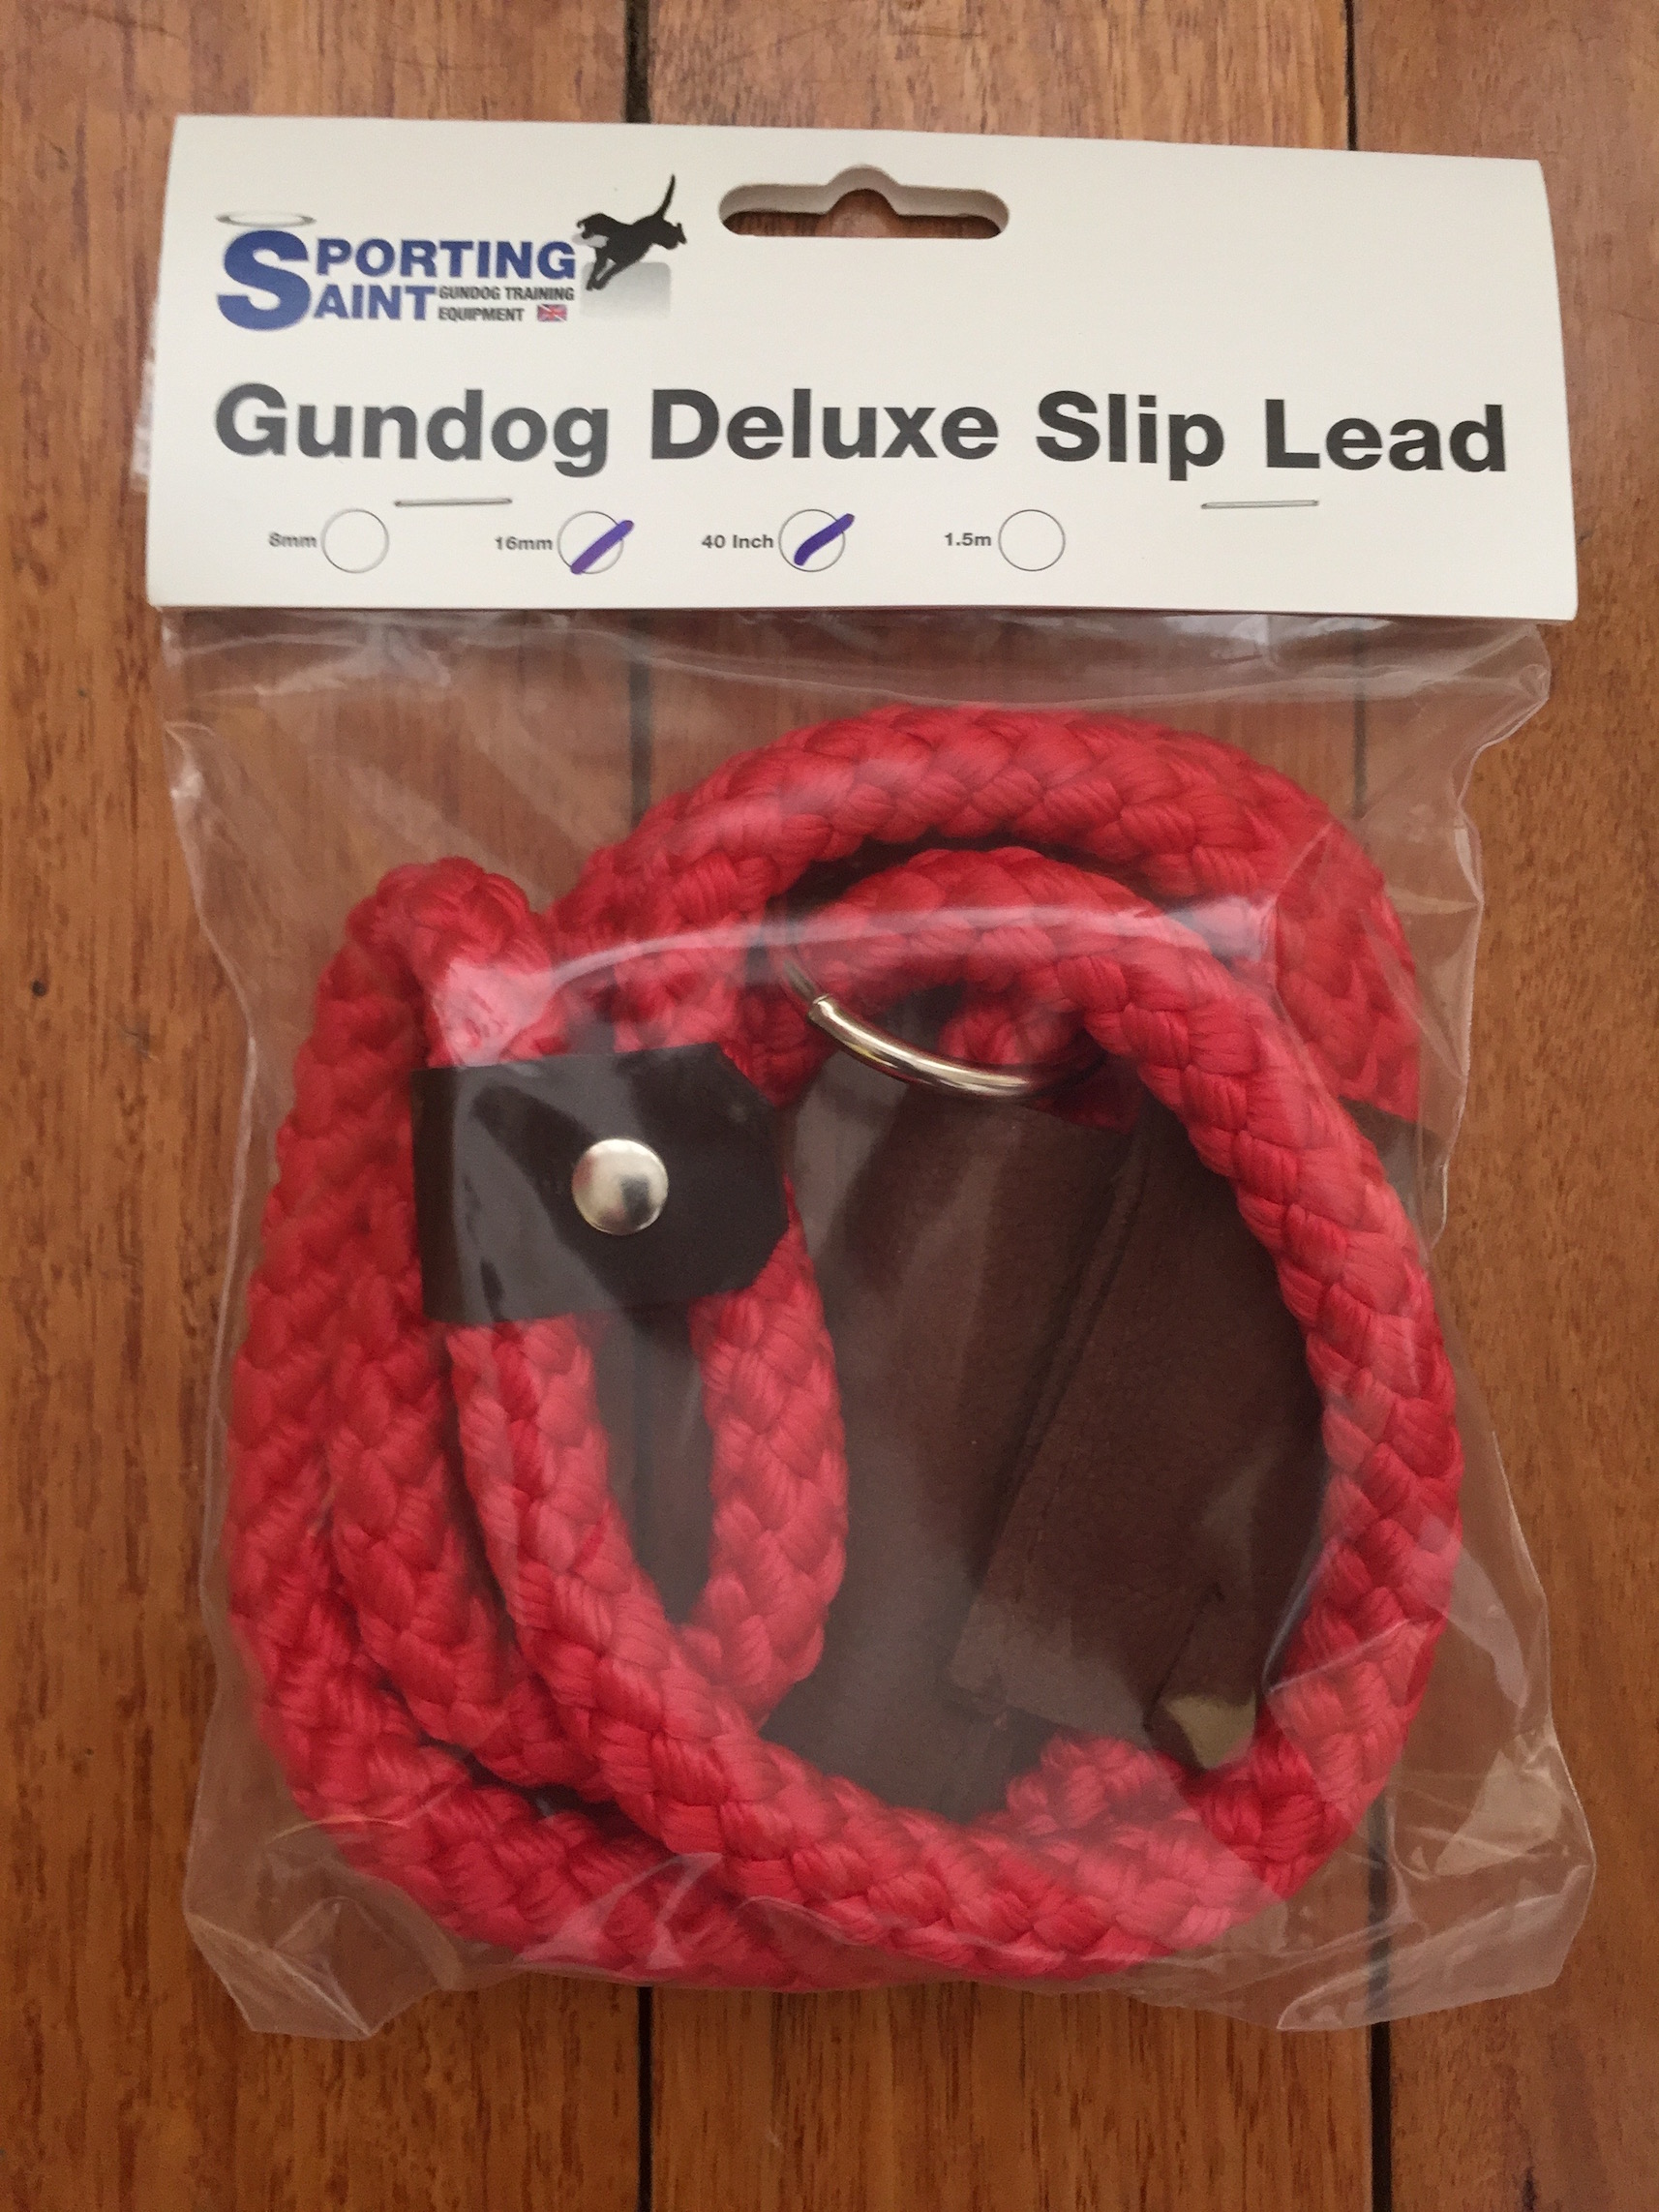 SPORTING
SAINT GUNDOG TRAINING
EQUIPMENT
Gundog Deluxe Slip Lead
8mm 16mm 40 Inch 1.5m